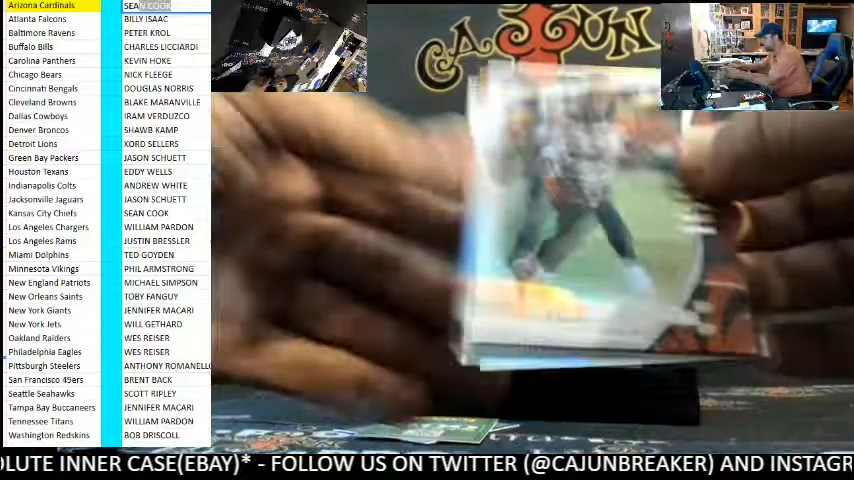 Arizona Cardinals SEAN COOK
Atlanta Falcons BILLY ISAAC
Baltimore Ravens PETER KROL
Buffalo Bills CHARLES LICCIARDI
Carolina Panthers KEVIN HOKE
Chicago Bears NICK FLEEGE
Cincinnati Bengals DOUGLAS NORRIS
Cleveland Browns BLAKE MARANVILLE
Dallas Cowboys IRAM VERDUZCO
Denver Broncos SHAWB KAMP
Detroit Lions KORD SELLERS
Green Bay Packers JASON SCHUETT
Houston Texans EDDY WELLS
Indianapolis Colts ANDREW WHITE
Jacksonville Jaguars JASON SCHUETT
Kansas City Chiefs SEAN COOK
Los Angeles Chargers WILLIAM PARDON
Los Angeles Rams JUSTIN BRESSLER
Miami Dolphins TED GOYDEN
Minnesota Vikings PHIL ARMSTRONG
New England Patriots MICHAEL SIMPSON
New Orleans Saints TOBY FANGUY
New York Giants JENNIFER MACARI
New York Jets WILL GETHARD
Oakland Raiders WES REISER
Philadelphia Eagles WES REISER
Pittsburgh Steelers ANTHONY ROMANELLO
San Francisco 49ers BRENT BACK
Seattle Seahawks SCOTT RIPLEY
Tampa Bay Buccaneers JENNIFER MACARI
Tennessee Titans WILLIAM PARDON
Washington Redskins BOB DRISCOLL
CAJUN
OLUTE INNER CASE(EBAY)* - FOLLOW US ON TWITTER (@CAJUNBREAKER) AND INSTAGR